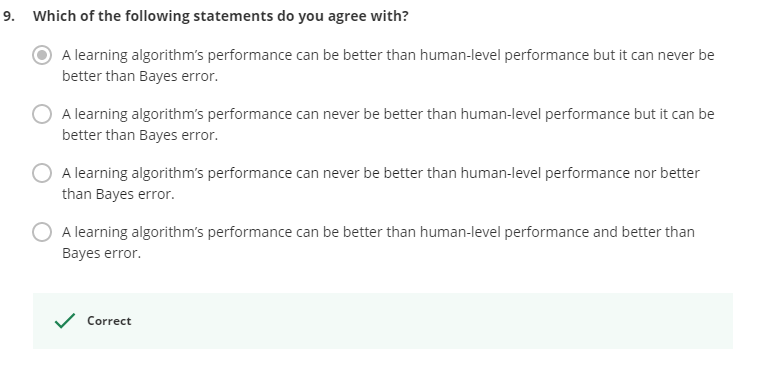 9. Which of the following statements do you agree with?
A learning algorithm's performance can be better than human-level performance but it can never be
better than Bayes error.
A learning algorithm's performance can never be better than human-level performance but it can be
better than Bayes error.
A learning algorithm's performance can never be better than human-level performance nor better
than Bayes error.
A learning algorithm's performance can be better than human-level performance and better than
Bayes error.
Correct